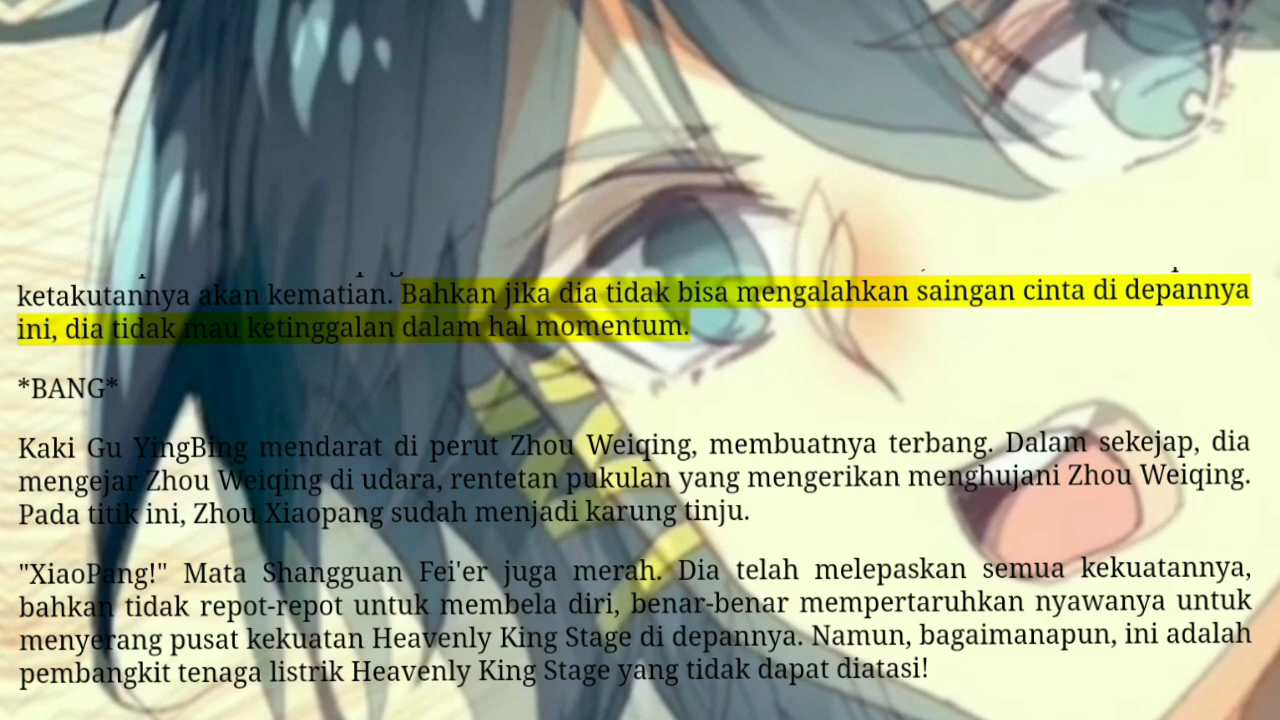 ketakutannya akan kematian. Bahkan jika dia tidak bisa mengalahkan saingan cinta di depannya
ini, dia tidak mau ketinggalan dalam hal momentum.
*BANG*
Kaki Gu YingBing mendarat di perut Zhou Weiqing, membuatnya terbang. Dalam sekejap, dia
mengejar Zhou Weiqing di udara, rentetan pukulan yang mengerikan menghujani Zhou Weiqing.
Pada titik ini, Zhou Xiaopang sudah menjadi karung tinju.
"XiaoPang!" Mata Shangguan Fei'er juga merah. Dia telah melepaskan semua kekuatannya,
bahkan tidak repot-repot untuk membela diri, benar-benar mempertaruhkan nyawanya untuk
menyerang pusat kekuatan Heavenly King Stage di depannya. Namun, bagaimanapun, ini adalah
pembangkit tenaga listrik Heavenly King Stage yang tidak dapat diatasi!